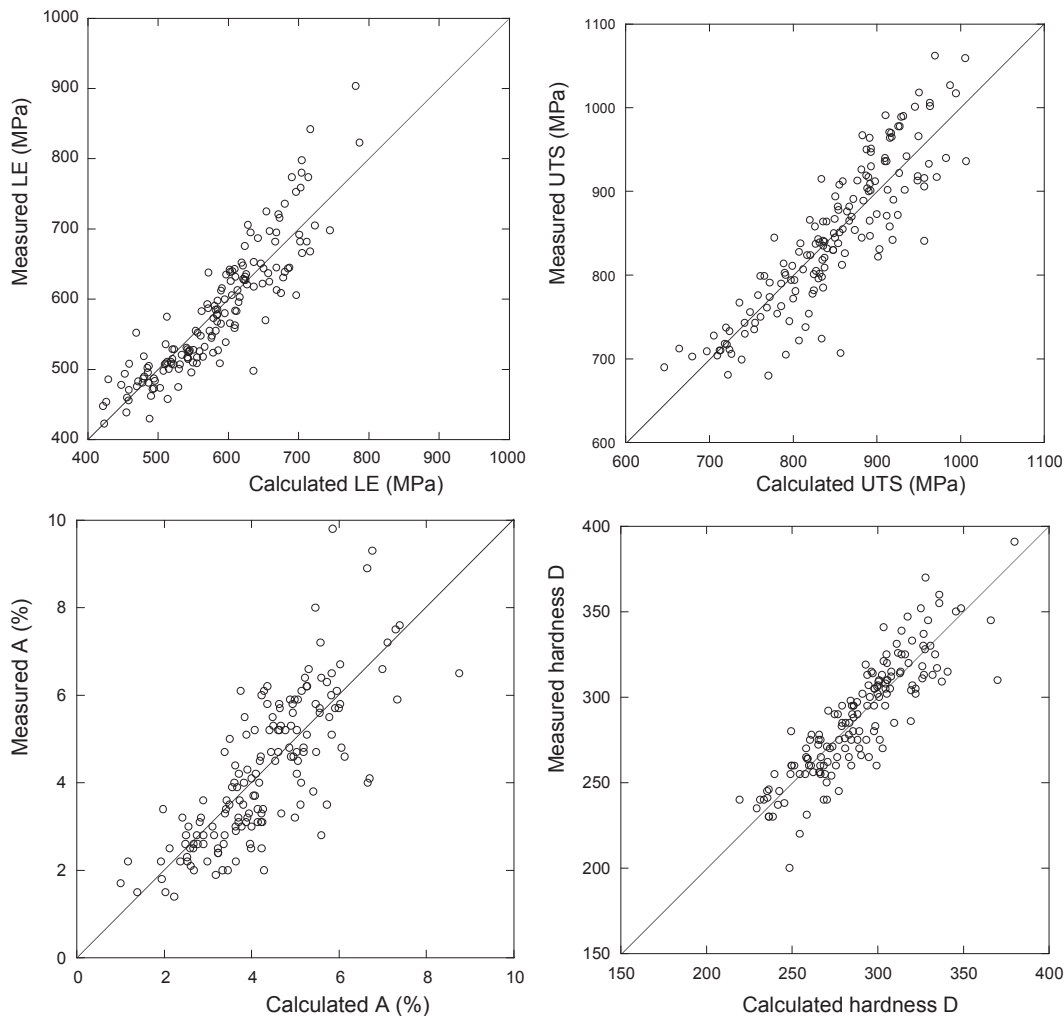 1000
900
800
700
600
500
400
Measured LE (MPa)
400 500 600 700 800 900 1000
Calculated LE (MPa)
1100
1000
900
800
700
600
Measured UTS (MPa)
600 700 800 900 1000 1100
Calculated UTS (MPa)
10
8
6
4
2
0
Measured A (%)
0 2 4 6 8 10
Calculated A (%)
400
350
300
250
200
150
Measured hardness D
150 200 250 300 350 400
Calculated hardness D